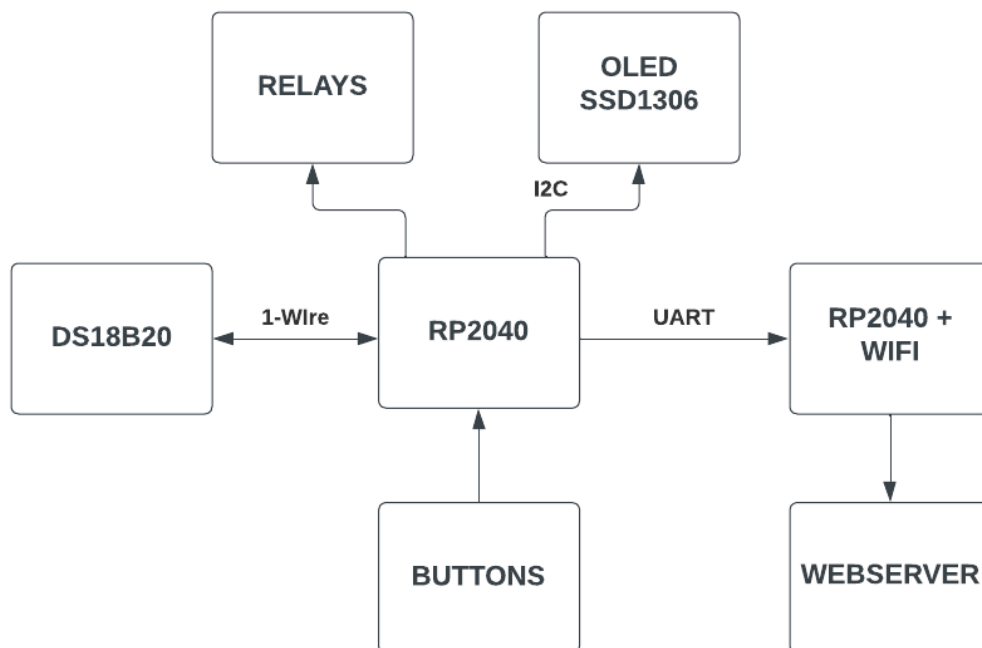 RELAYS
OLED
SSD1306
I2C
DS18B20
1-WIre
RP2040
UART
RP2040 +
WIFI
BUTTONS
WEBSERVER